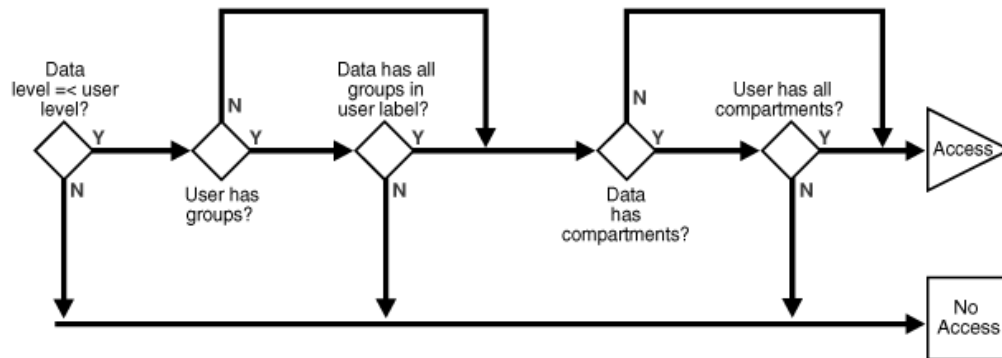 Data
level =< user
level?
Y
N
N
Y
User has
groups?
Data has all
groups in
user label?
Y
N
N
Y
Data
has
compartments?
User has all
compartments?
Y
N
Access
No
Access